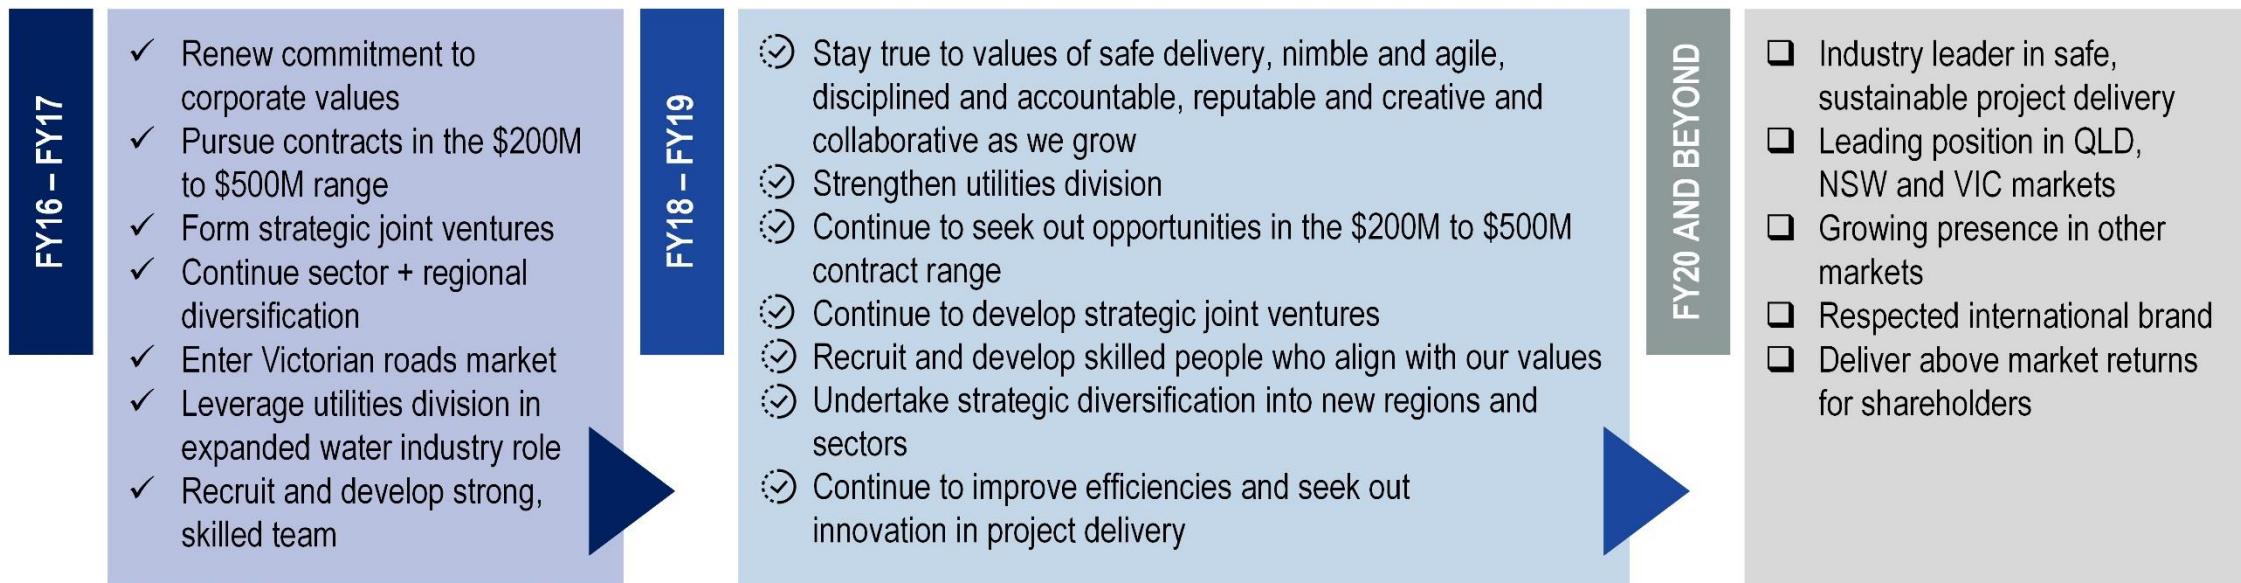 FY16 – FY17
Renew commitment to
corporate values
Pursue contracts in the $200M
to $500M range
Form strategic joint ventures
Continue sector + regional
diversification
Enter Victorian roads market
Leverage utilities division in
expanded water industry role
Recruit and develop strong,
skilled team
FY18 – FY19
Stay true to values of safe delivery, nimble and agile,
disciplined and accountable, reputable and creative and
collaborative as we grow
Strengthen utilities division
Continue to seek out opportunities in the $200M to $500M
contract range
Continue to develop strategic joint ventures
Recruit and develop skilled people who align with our values
Undertake strategic diversification into new regions and
sectors
Continue to improve efficiencies and seek out
innovation in project delivery
FY20 AND BEYOND
Industry leader in safe,
sustainable project delivery
Leading position in QLD,
NSW and VIC markets
Growing presence in other
markets
Respected international brand
Deliver above market returns
for shareholders